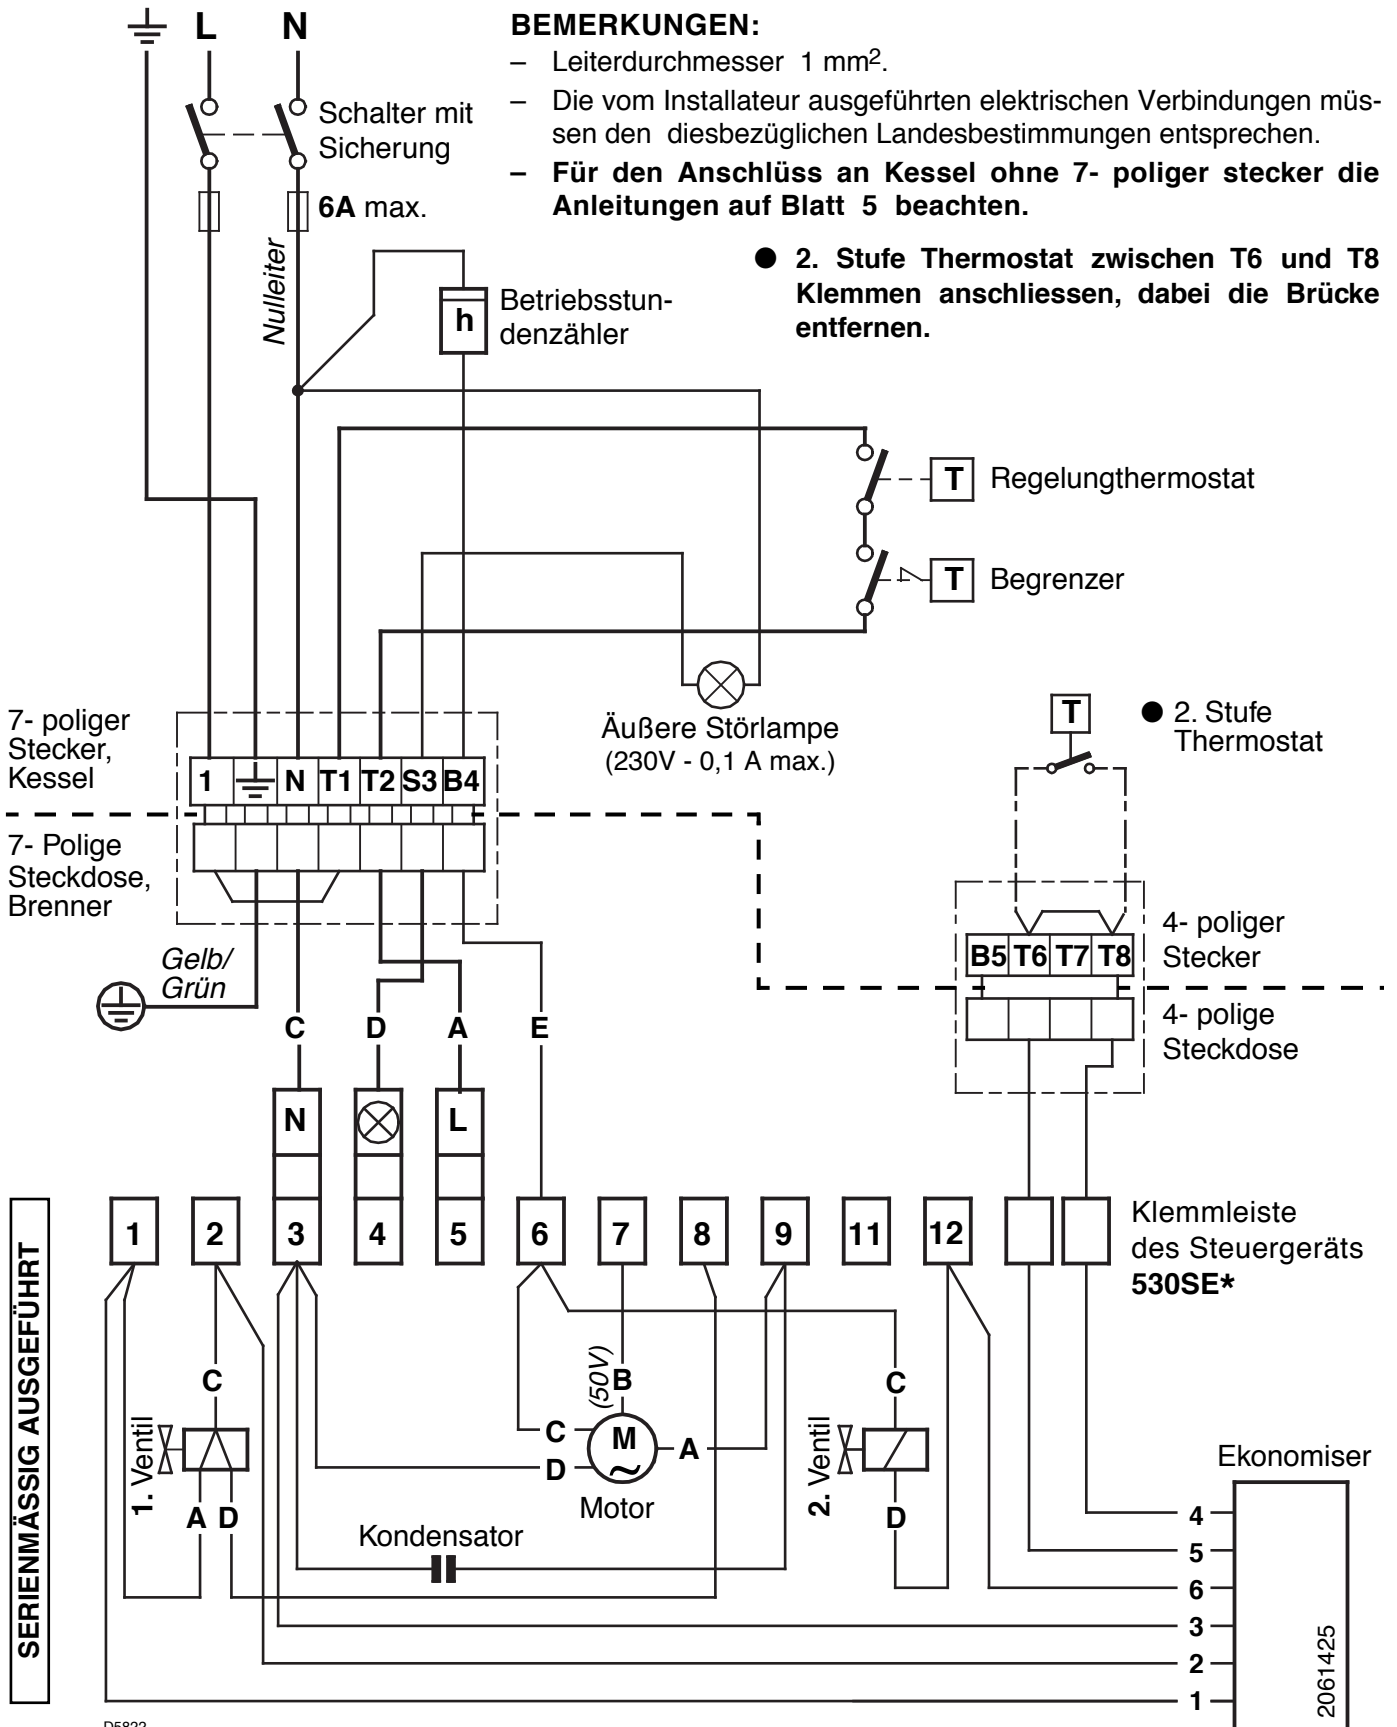 L N
BEMERKUNGEN:
– Leiterdurchmesser 1 mm².
– Die vom Installateur ausgeführten elektrischen Verbindungen müs-
sen den diesbezüglichen Landesbestimmungen entsprechen.
– Für den Anschlüss an Kessel ohne 7- poliger stecker die
Anleitungen auf Blatt 5 beachten.
Schalter mit
Sicherung
6A max.
Nulleiter
● 2. Stufe Thermostat zwischen T6 und T8
Klemmen anschliessen, dabei die Brücke
entfernen.
h
Betriebsstun-
denzähler
T Regelungthermostat
T Begrenzer
Äußere Störlampe
(230V - 0,1 A max.)
T
● 2. Stufe
Thermostat
7- poliger
Stecker,
Kessel
1 N T1 T2 S3 B4
7- Polige
Steckdose,
Brenner
4- poliger
Stecker
B5 T6 T7 T8
4- polige
Steckdose
Gelb/
Grün
C D A E
N L
1 2 3 4 5 6 7 8 9 11 12
Klemmleiste
des Steuergeräts
530SE*
SERIENMÄSSIG AUSGEFÜHRT
C
1. Ventil
A D
(50V)
B
C
D
M
~
A
Motor
Kondensator
C
2. Ventil
D
Ekonomiser
4
5
6
3
2
1
2061425
D5822